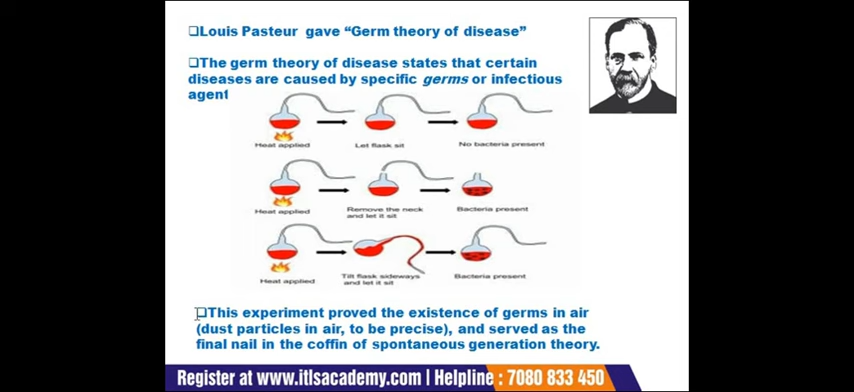 ❑Louis Pasteur gave “Germ theory of disease”
❑The germ theory of disease states that certain
diseases are caused by specific germs or infectious
agent
Heat applied
Let flask sit
No bacteria present
Heat applied
Remove the neck
and let it sit
Bacteria present
Heat applied
Tilt flask sideways
and let it sit
Bacteria present
❑This experiment proved the existence of germs in air
(dust particles in air, to be precise), and served as the
final nail in the coffin of spontaneous generation theory.
Register at www.itlsacademy.com | Helpline : 7080 833 450